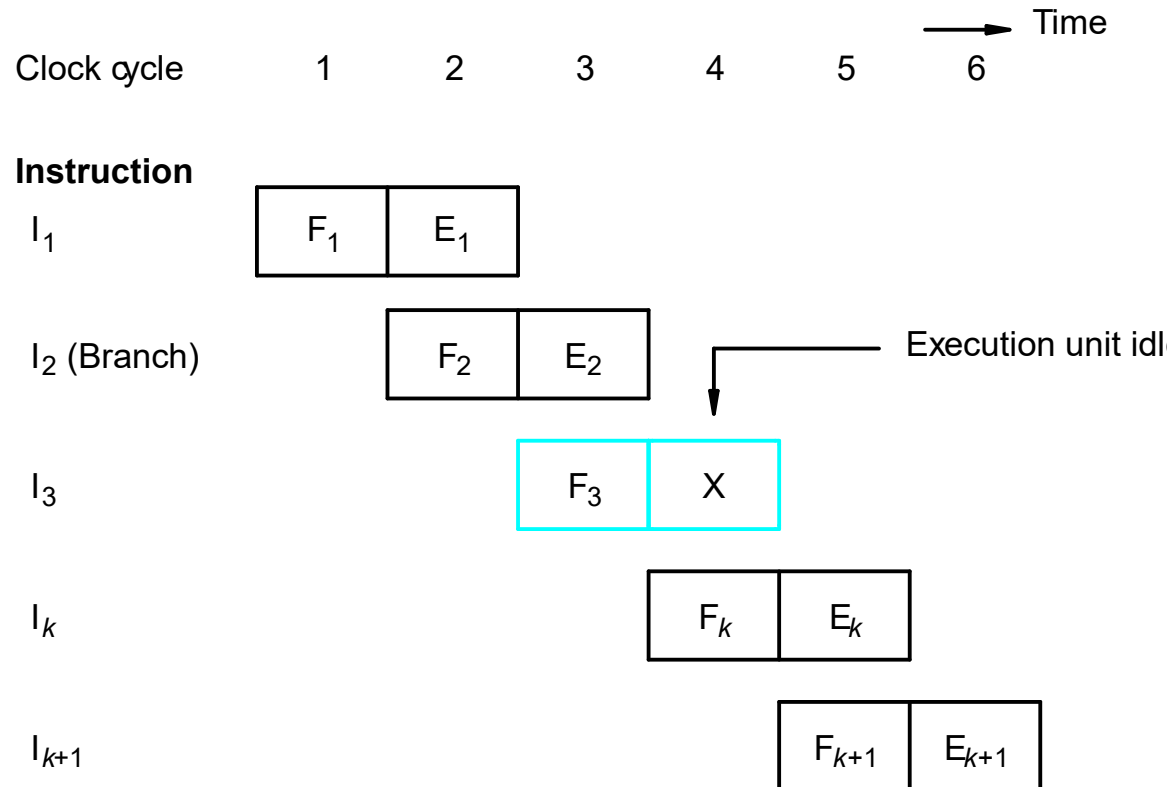 Time
Clock cycle 1 2 3 4 5 6
Instruction
I1 F1 E1
I2 (Branch) F2 E2
Execution unit idl
I3 F3 X
Ik Fk Ek
Ik+1 Fk+1 Ek+1